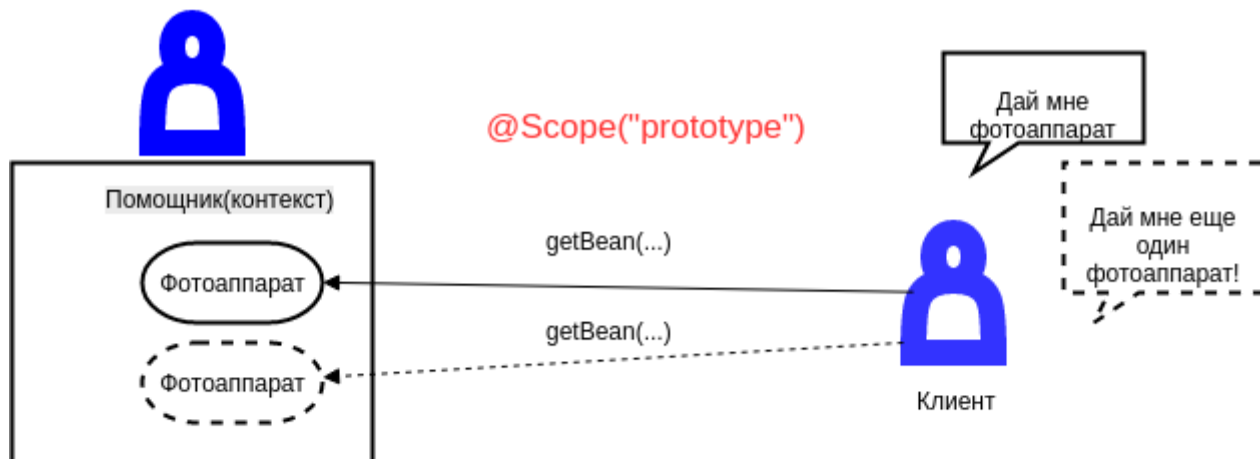 @Scope("prototype")
Дай мне
фотоаппарат
Помощник(контекст)
Дай мне еще
один
фотоаппарат!
getBean(...)
Фотоаппарат
getBean(...)
Фотоаппарат
Клиент